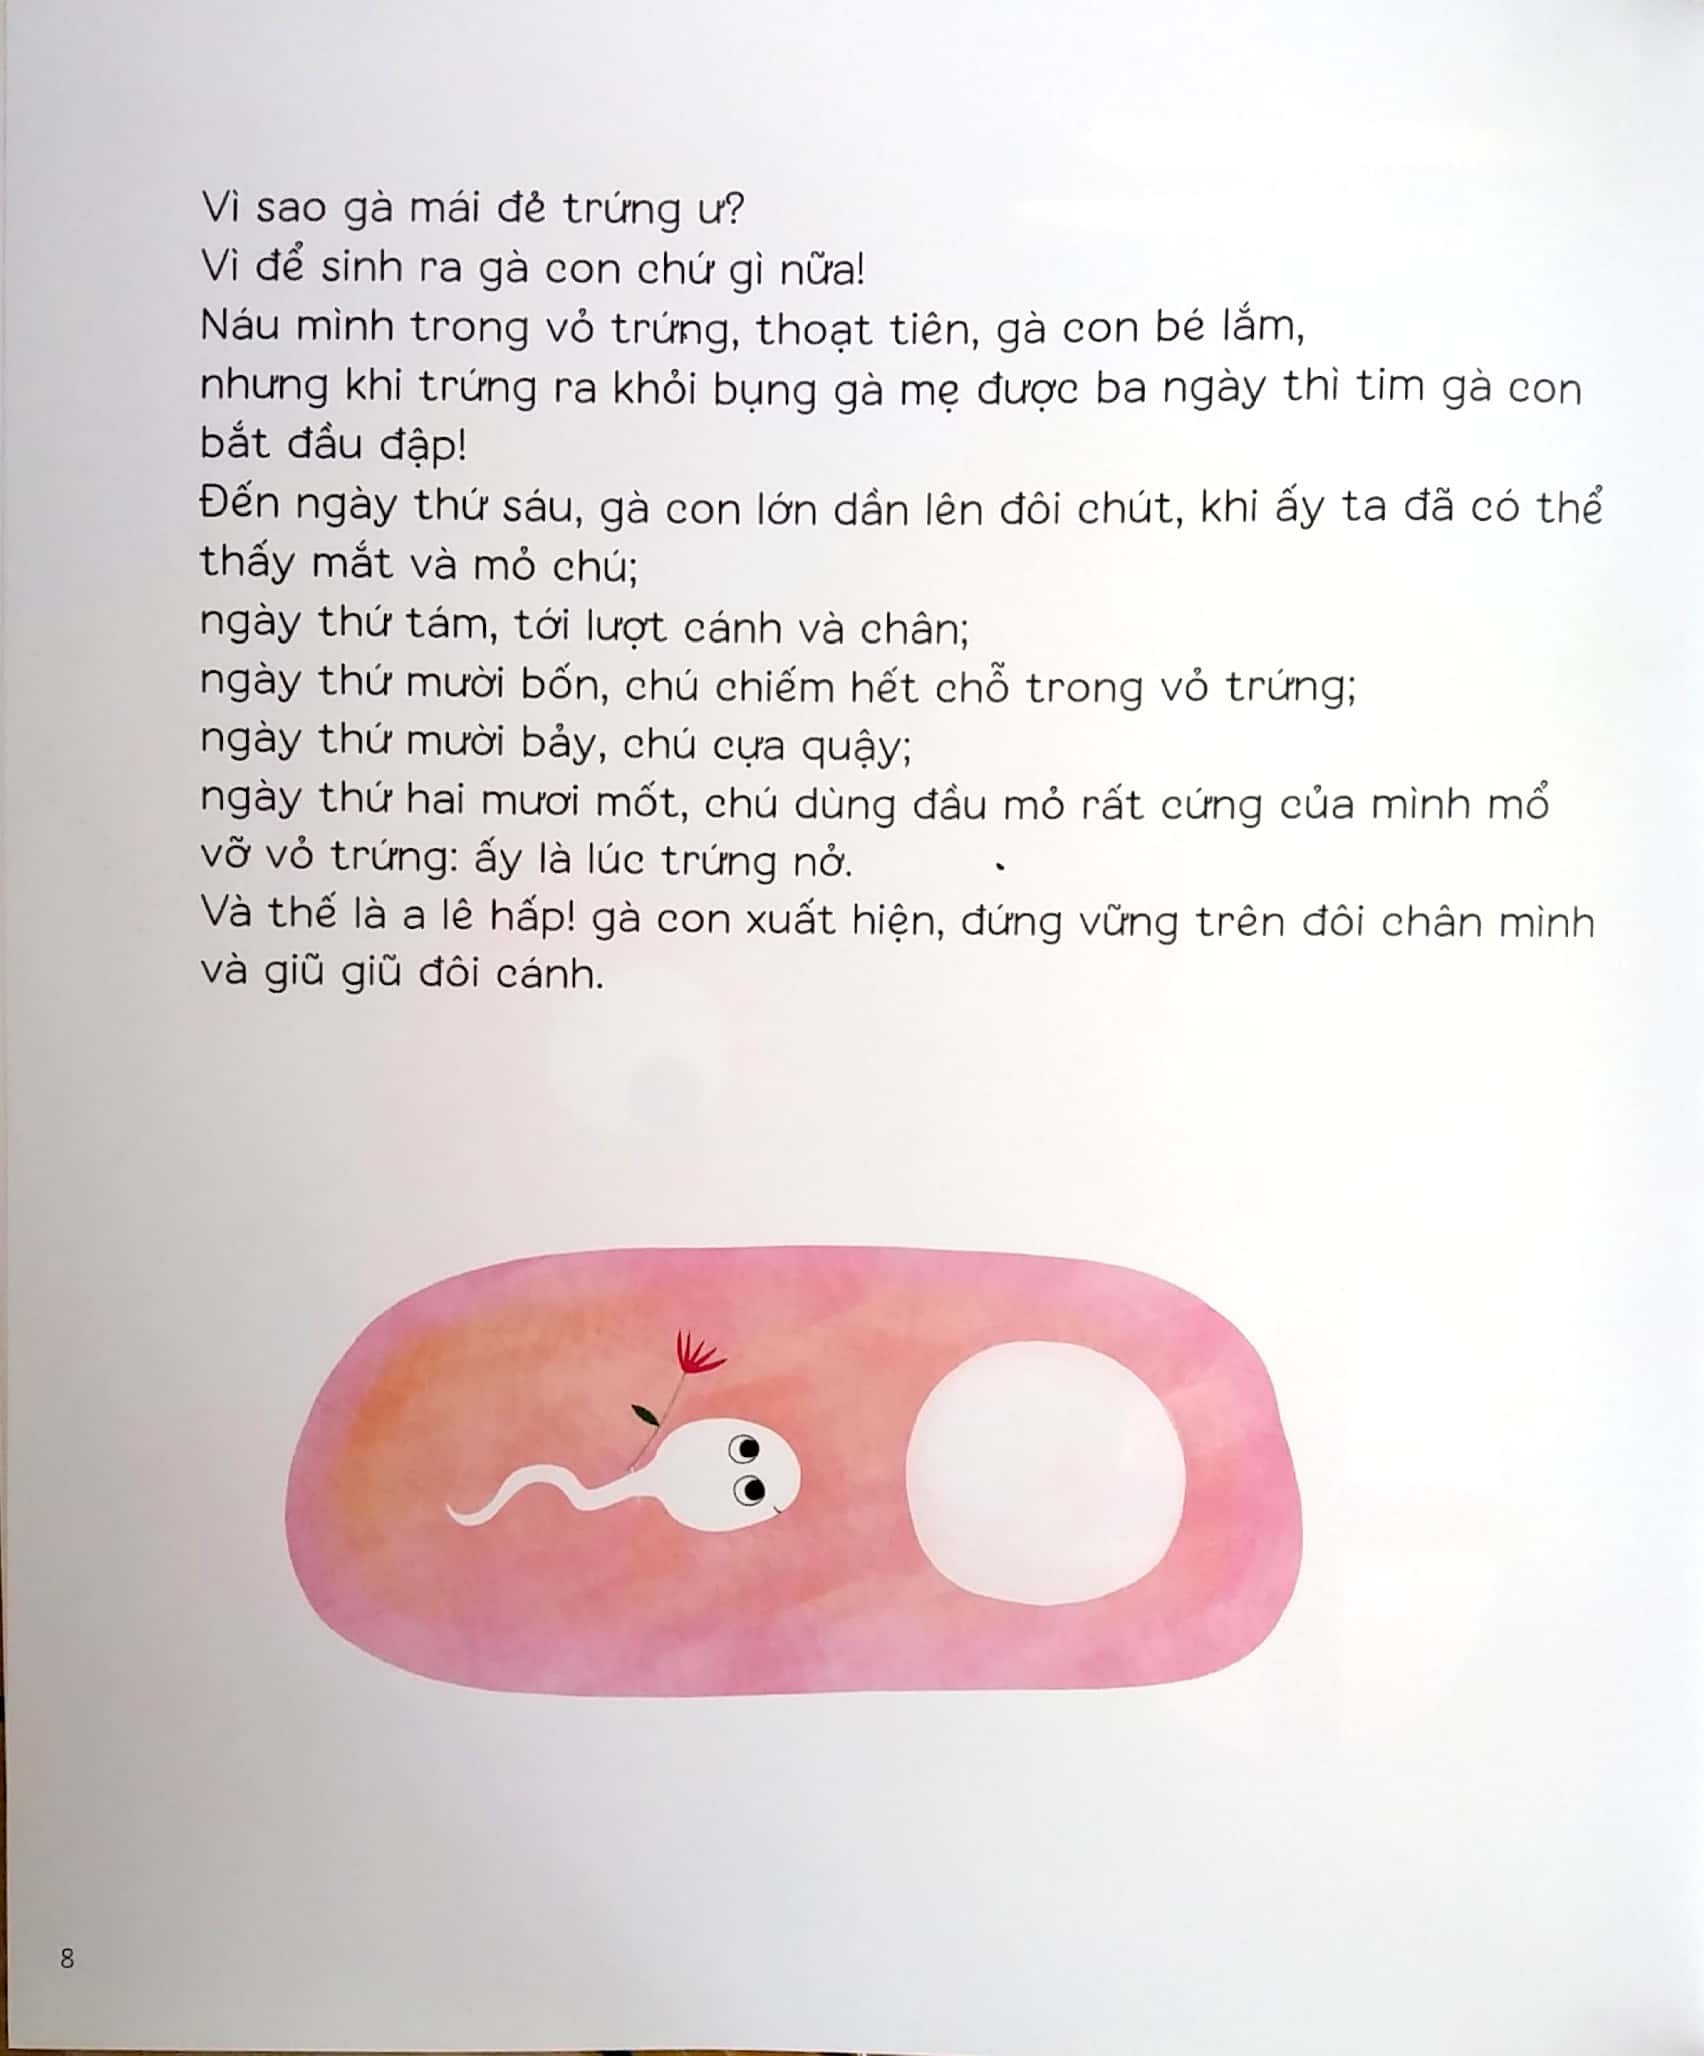 Vì sao gà mái đẻ trứng ư?
Vì để sinh ra gà con chứ gì nữa!
Náu mình trong vỏ trứng, thoạt tiên, gà con bé lắm,
nhưng khi trứng ra khỏi bụng gà mẹ được ba ngày thì tim gà con
bắt đầu đập!
Đến ngày thứ sáu, gà con lớn dần lên đôi chút, khi ấy ta đã có thể
thấy mắt và mỏ chú;
ngày thứ tám, tới lượt cánh và chân;
ngày thứ mười bốn, chú chiếm hết chỗ trong vỏ trứng;
ngày thứ mười bảy, chú cựa quậy;
ngày thứ hai mươi mốt, chú dùng đầu mỏ rất cứng của mình mổ
vỡ vỏ trứng: ấy là lúc trứng nở.
Và thế là a lê hấp! gà con xuất hiện, đứng vững trên đôi chân mình
và giũ giũ đôi cánh.
8